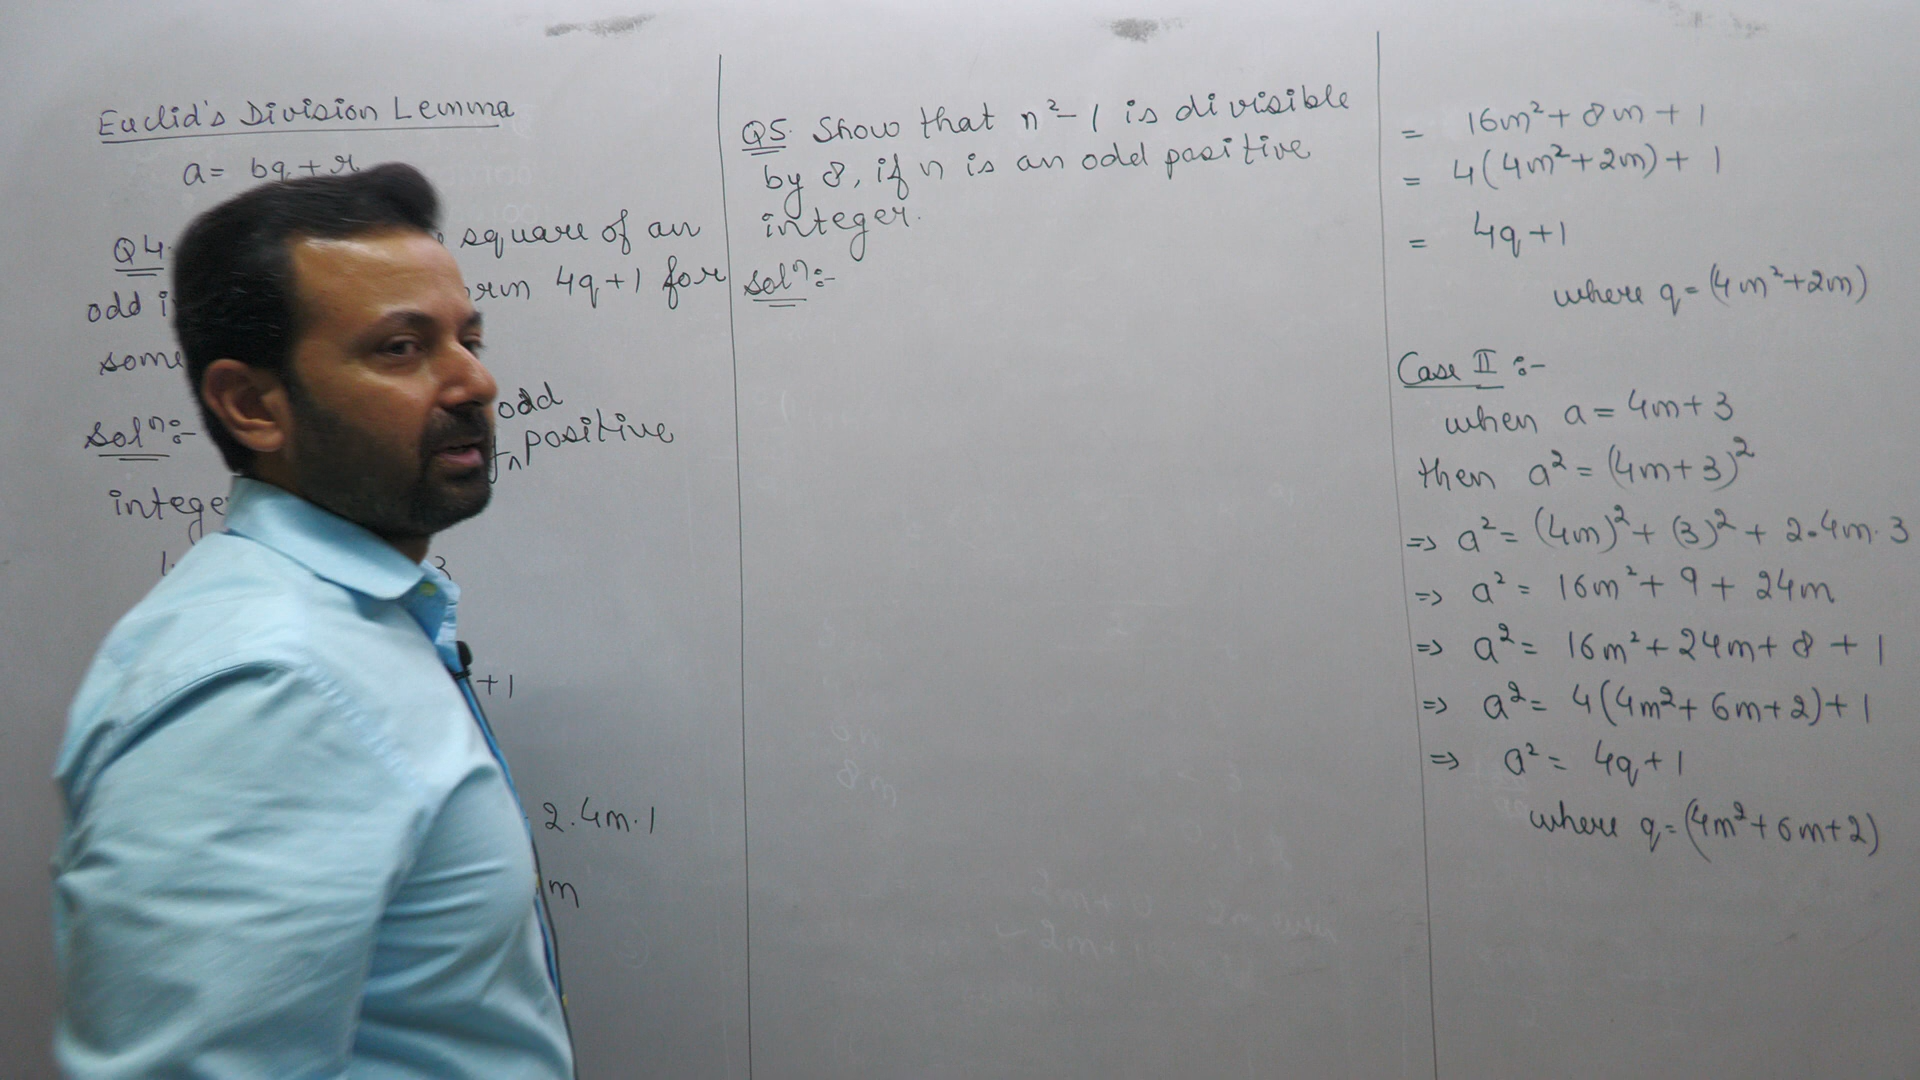 Euclid's Division Lemma
a = bq + r
Q4. square of an
odd 4q+1 for
some
Solⁿ:- odd
positive
integer
3
+1
2.4m.1
m
Q5. Show that n²-1 is divisible
by 8, if n is an odd positive
integer.
Solⁿ:-
= 16m² + 8m + 1
= 4(4m² + 2m) + 1
= 4q + 1
where q = (4m²+2m)
Case II :-
when a = 4m + 3
then a² = (4m+3)²
⇒ a² = (4m)² + (3)² + 2.4m.3
⇒ a² = 16m² + 9 + 24m
⇒ a² = 16m² + 24m + 8 + 1
⇒ a² = 4(4m² + 6m + 2) + 1
⇒ a² = 4q + 1
where q = (4m² + 6m + 2)